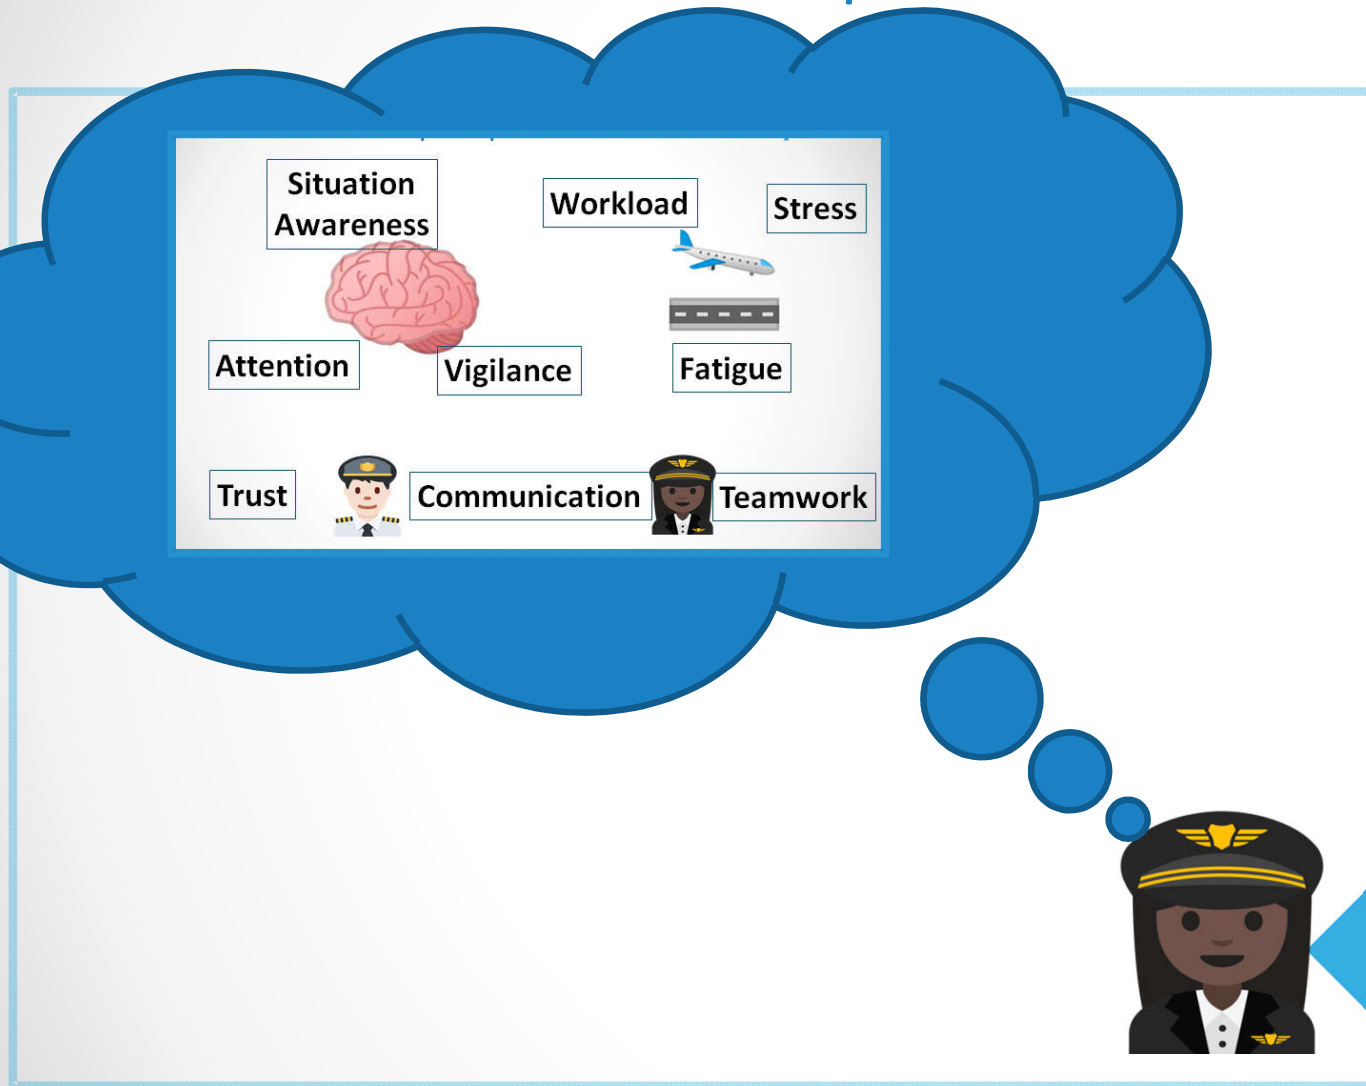 Situation
Awareness
Workload
Stress
Attention
Vigilance
Fatigue
Trust
Communication
Teamwork